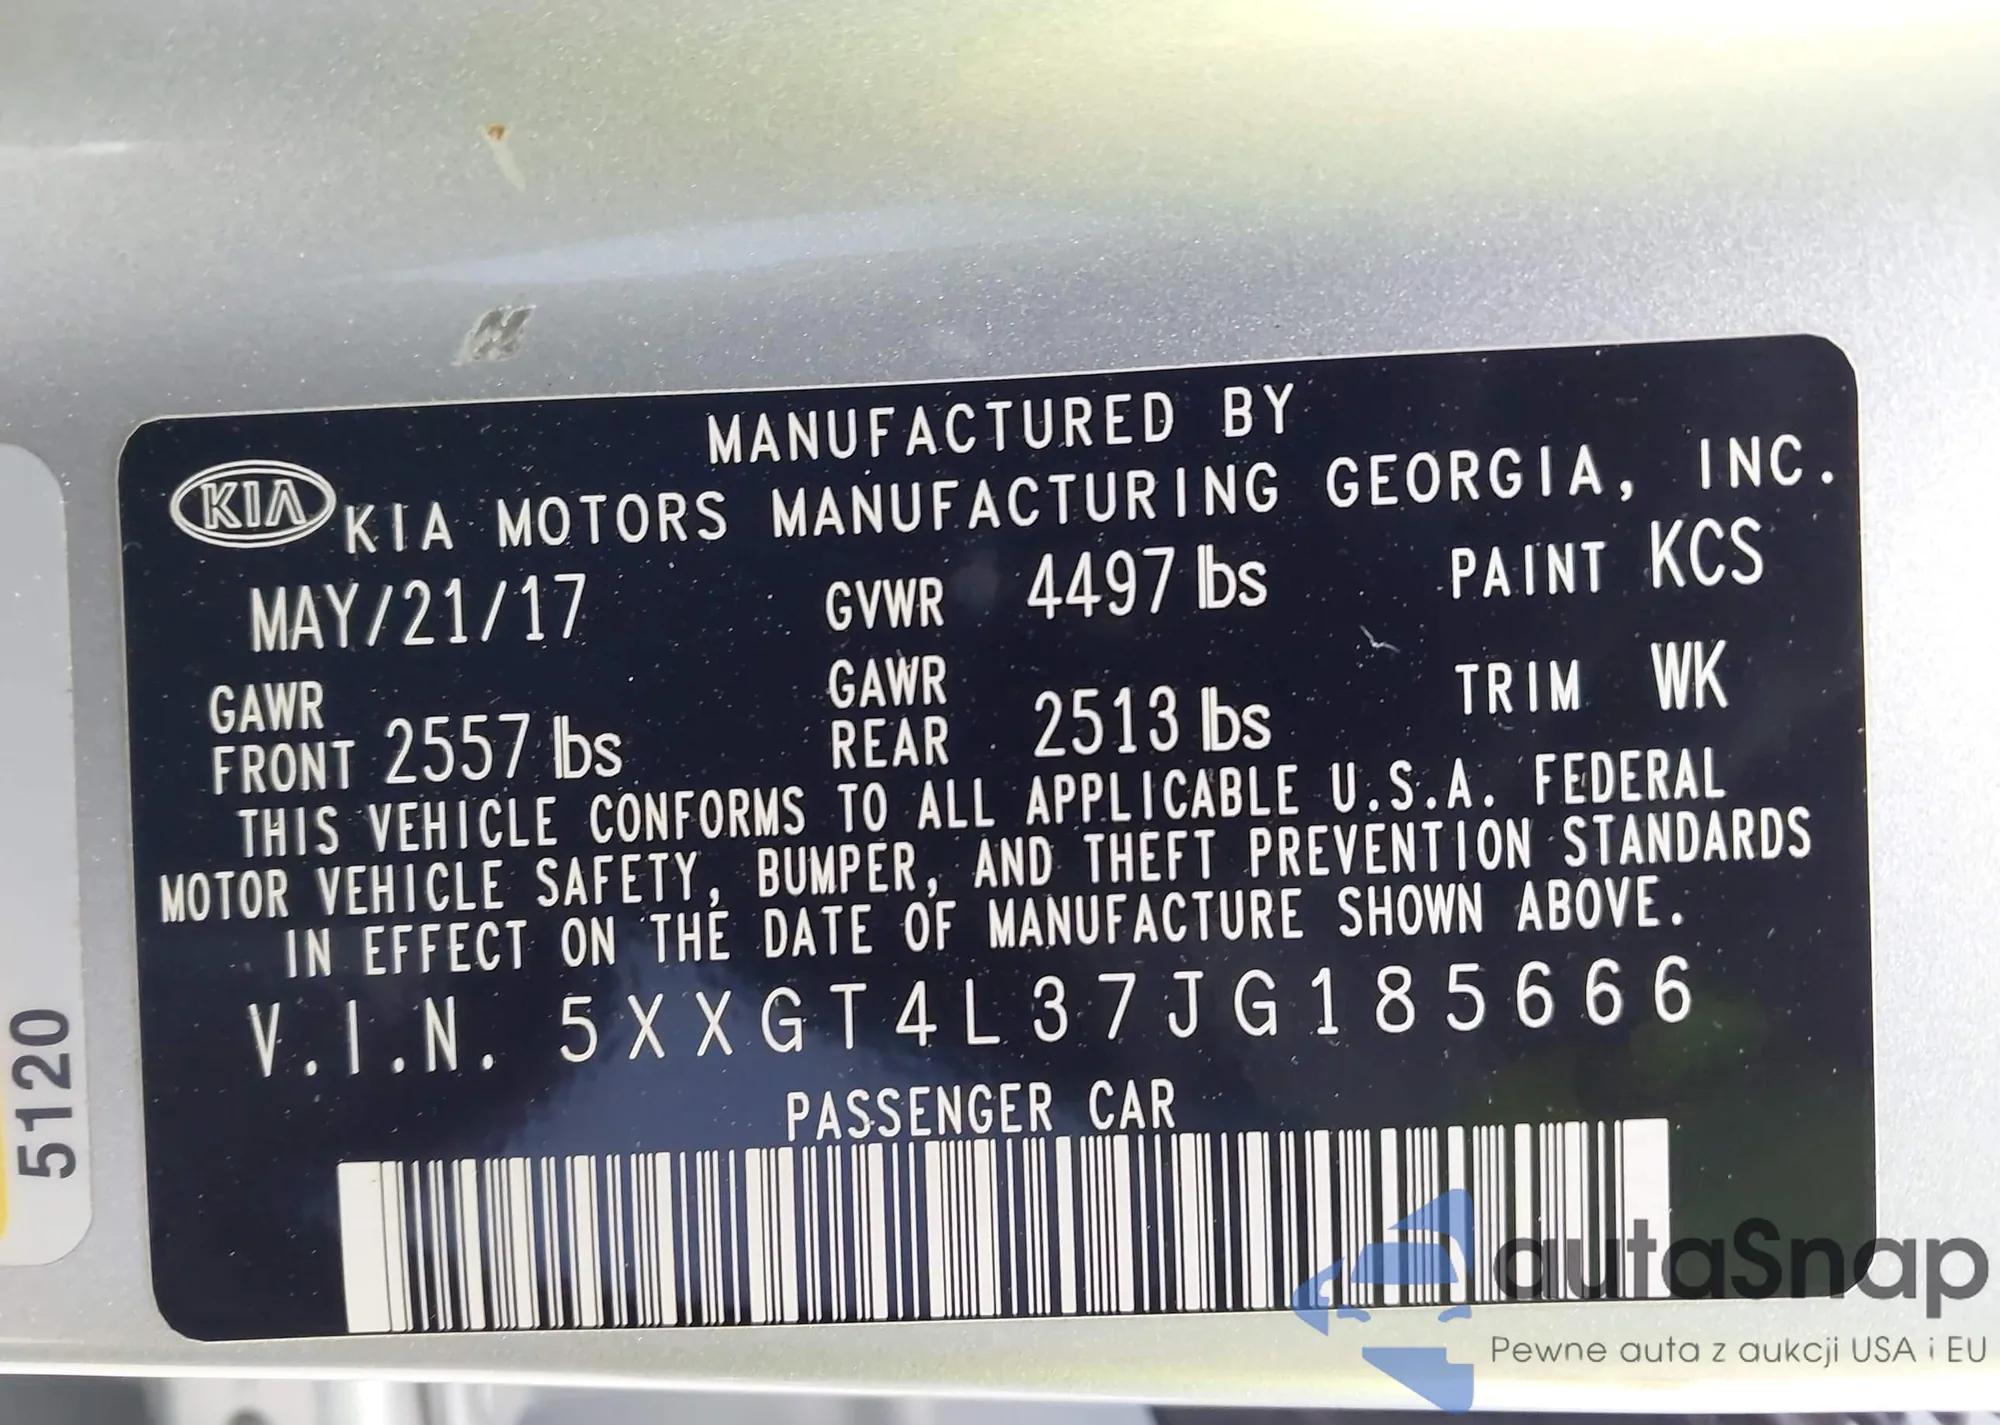 MANUFACTURED BY
KIA KIA MOTORS MANUFACTURING GEORGIA, INC.
MAY/21/17 GVWR 4497 lbs PAINT KCS
GAWR FRONT 2557 lbs GAWR REAR 2513 lbs TRIM WK
THIS VEHICLE CONFORMS TO ALL APPLICABLE U.S.A. FEDERAL
MOTOR VEHICLE SAFETY, BUMPER, AND THEFT PREVENTION STANDARDS
IN EFFECT ON THE DATE OF MANUFACTURE SHOWN ABOVE.
V.I.N. 5XXGT4L37JG185666
PASSENGER CAR
5120
autaSnap
Pewne auta z aukcji USA i EU